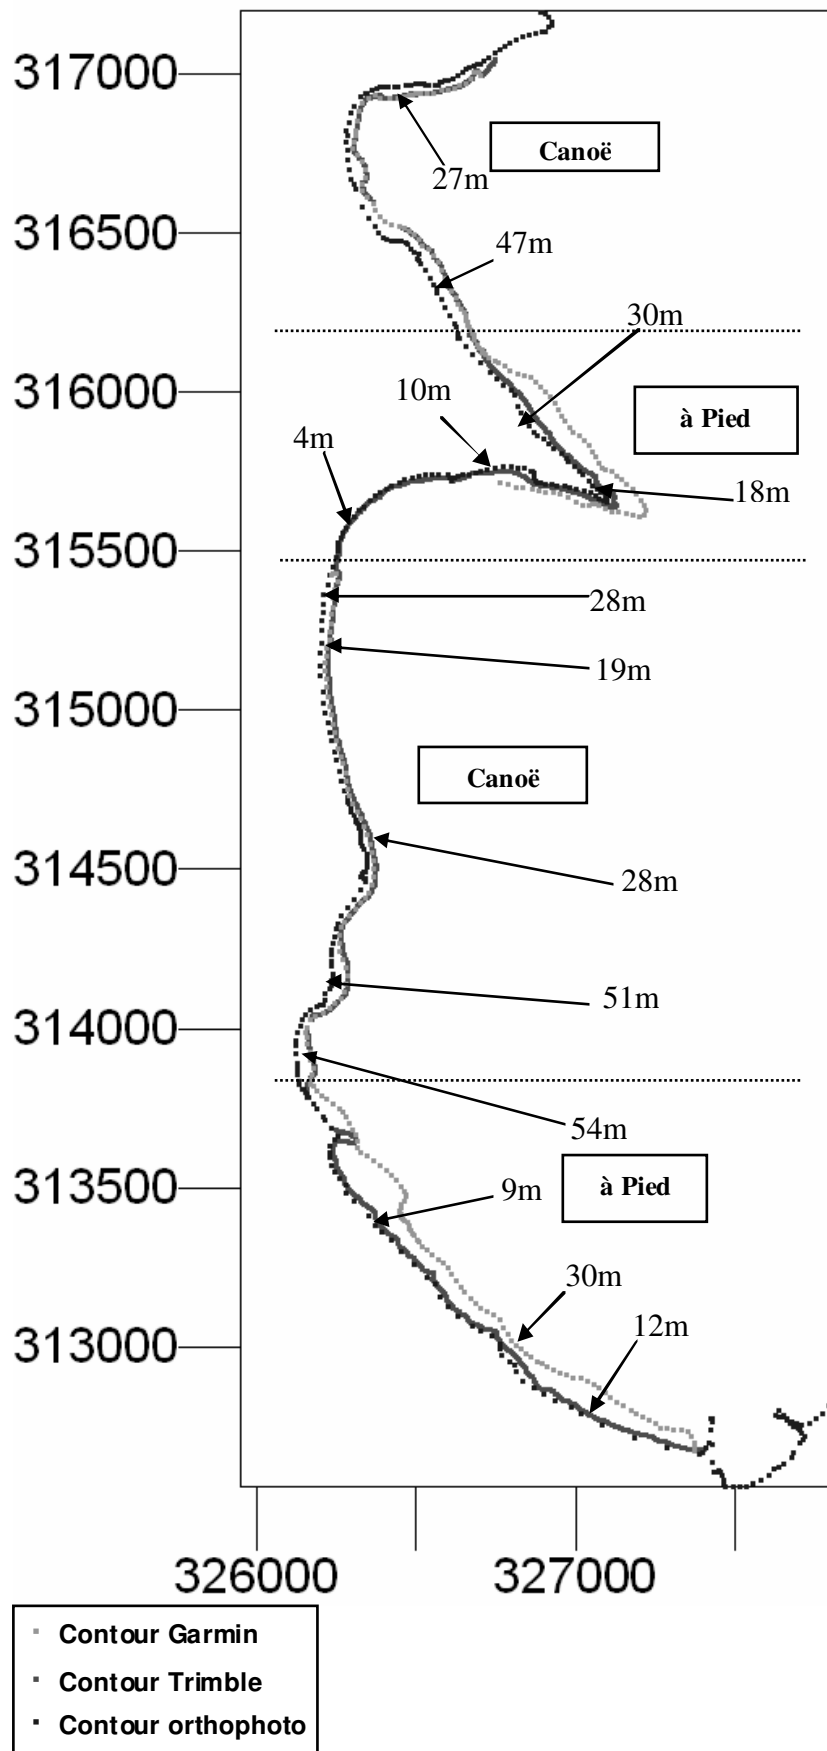 317000
Canoë
27m
316500
47m
30m
316000
10m
à Pied
4m
18m
315500
28m
19m
315000
Canoë
314500
28m
51m
314000
54m
313500
9m
à Pied
30m
12m
313000
326000
327000
Contour Garmin
Contour Trimble
Contour orthophoto